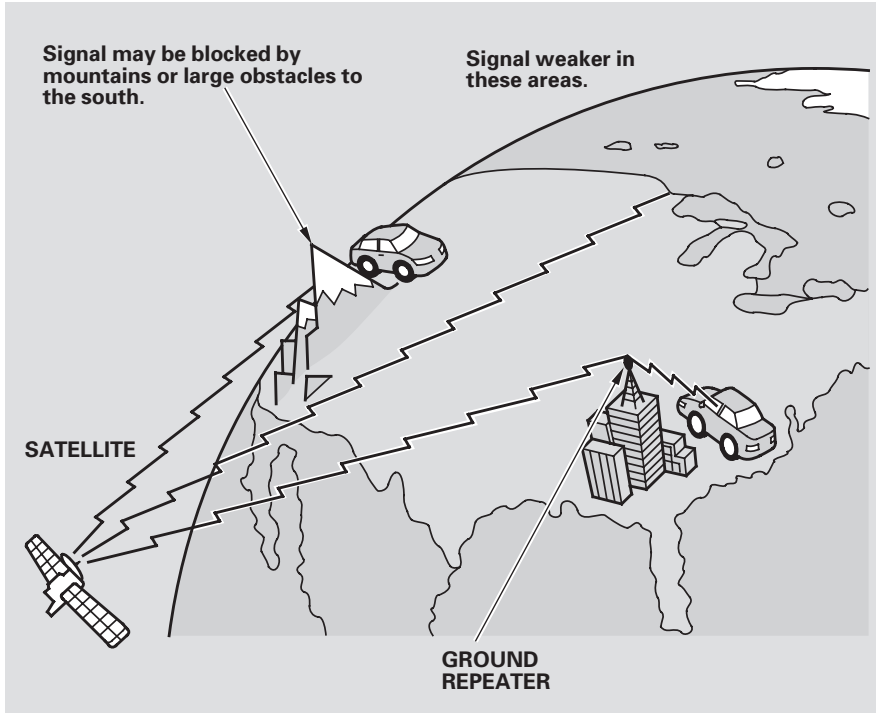 Signal may be blocked by
mountains or large obstacles to
the south.
Signal weaker in
these areas.
SATELLITE
GROUND
REPEATER